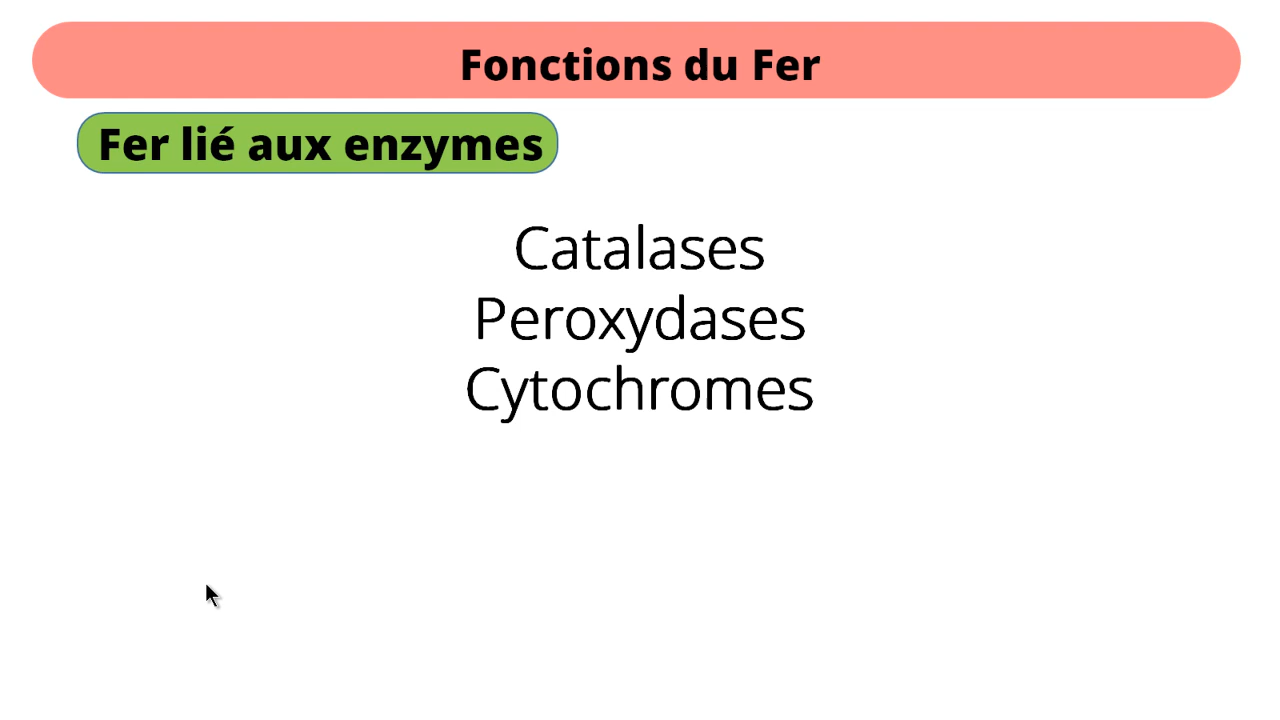 Fonctions du Fer
Fer lié aux enzymes
Catalases
Peroxydases
Cytochromes